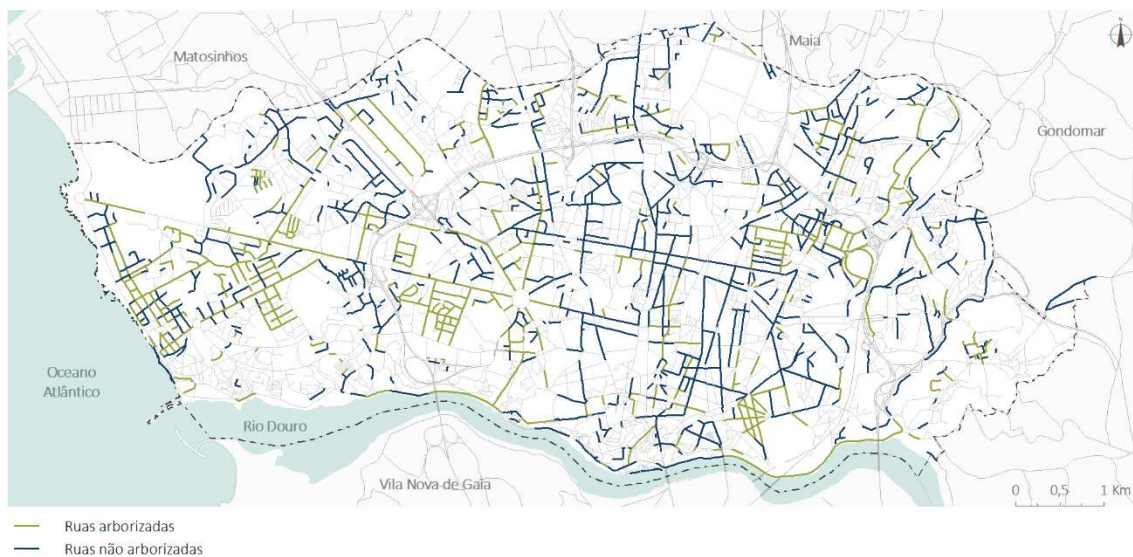 N
Maia
Matosinhos
Gondomar
Oceano
Atlântico
Rio Douro
Vila Nova de Gaia
0 0,5 1 Km
Ruas arborizadas
Ruas não arborizadas